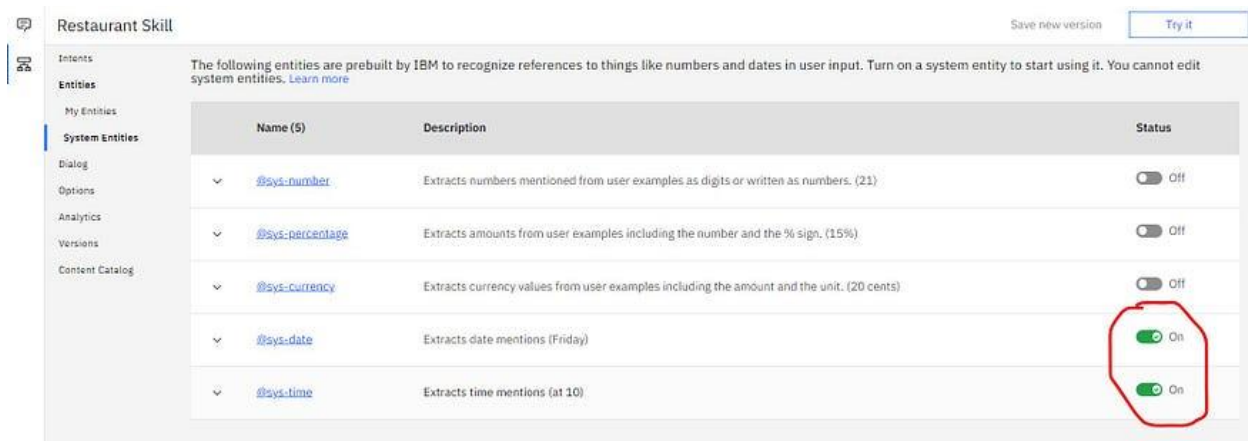 Restaurant Skill
Save new version
Try it
Intents
Entities
My Entities
System Entities
Dialog
Options
Analytics
Versions
Content Catalog
The following entities are prebuilt by IBM to recognize references to things like numbers and dates in user input. Turn on a system entity to start using it. You cannot edit
system entities. Learn more
Name (5) Description Status
@sys-number Extracts numbers mentioned from user examples as digits or written as numbers. (21) Off
@sys-percentage Extracts amounts from user examples including the number and the % sign. (15%) Off
@sys-currency Extracts currency values from user examples including the amount and the unit. (20 cents) Off
@sys-date Extracts date mentions (Friday) On
@sys-time Extracts time mentions (at 10) On